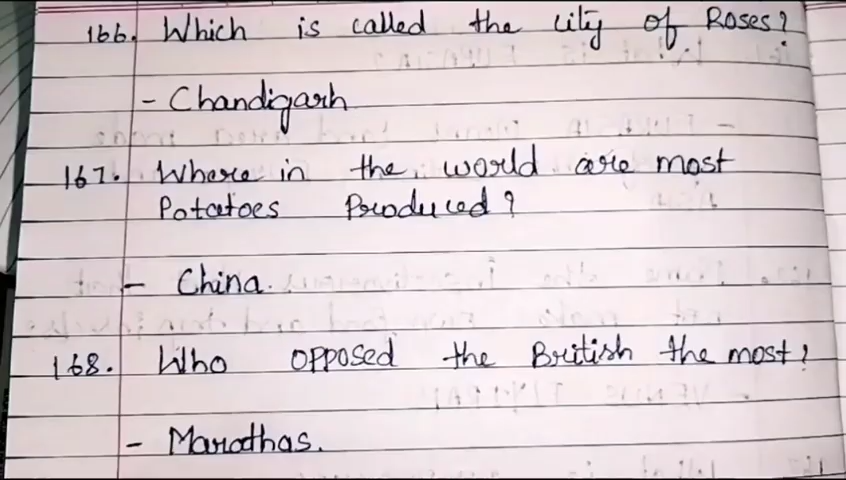 166. Which is called the city of Roses?
- Chandigarh
167. Where in the world are most
Potatoes Produced?
- China.
168. Who opposed the British the most?
- Marathas.